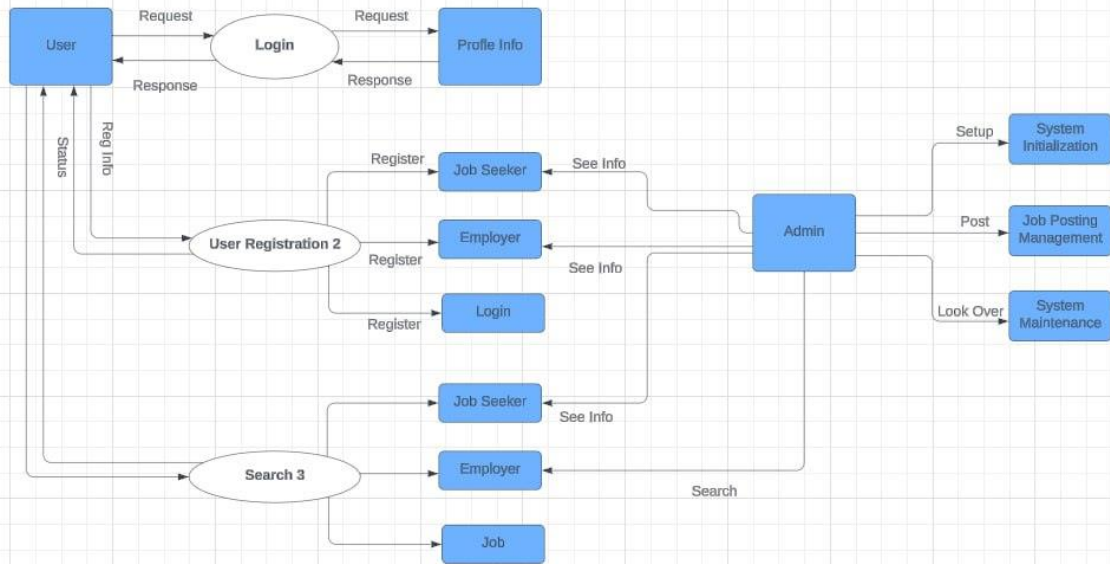 Request
Request
User
Login
Profle Info
Response
Response
Status
Reg Info
Setup
System
Initialization
Register
Job Seeker
See Info
Post
Job Posting
Management
Admin
User Registration 2
Employer
Register
See Info
Login
Register
Look Over
System
Maintenance
Job Seeker
See Info
Search 3
Employer
Search
Job